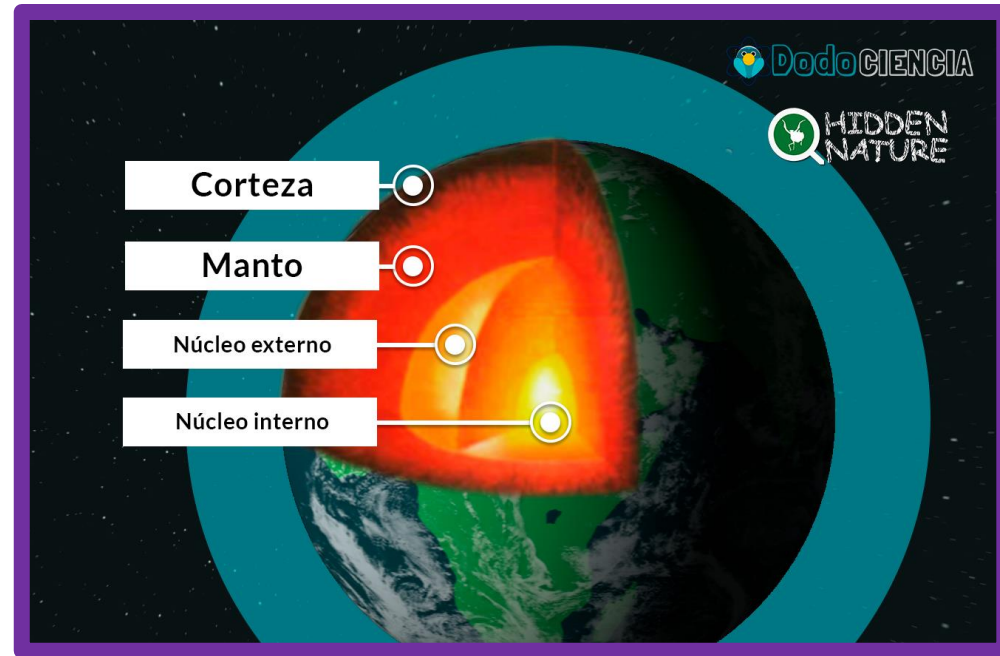 DodoCIENCIA
HIDDEN
NATURE
Corteza
Manto
Núcleo externo
Núcleo interno